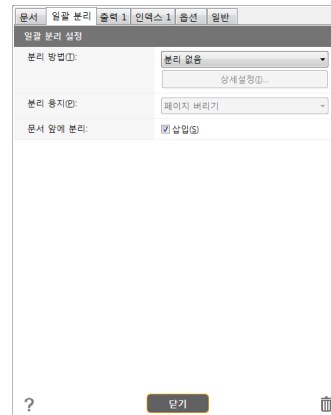 문서 일괄 분리 출력 1 인덱스 1 옵션 일반
일괄 분리 설정
분리 방법(T): 분리 없음
상세설정(I)...
분리 용지(P): 페이지 버리기
문서 앞에 분리: 삽입(S)
? 닫기